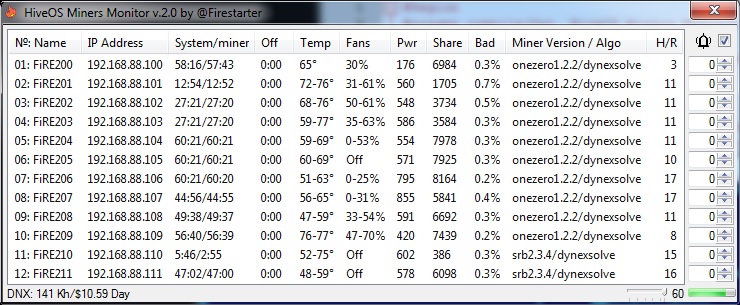 HiveOS Miners Monitor v.2.0 by @Firestarter
№: Name IP Address System/miner Off Temp Fans Pwr Share Bad Miner Version / Algo H/R
01: FiRE200 192.168.88.100 58:16/57:43 0:00 65° 30% 176 6984 0.3% onezero1.2.2/dynexsolve 3 0
02: FiRE201 192.168.88.101 12:54/12:52 0:00 72-76° 31-61% 560 1705 0.7% onezero1.2.2/dynexsolve 11 0
03: FiRE202 192.168.88.102 27:21/27:20 0:00 68-76° 50-61% 548 3734 0.5% onezero1.2.2/dynexsolve 11 0
04: FiRE203 192.168.88.103 27:21/27:20 0:00 59-77° 35-63% 586 3584 0.3% onezero1.2.2/dynexsolve 11 0
05: FiRE204 192.168.88.104 60:21/60:21 0:00 59-69° 0-53% 554 7978 0.3% onezero1.2.2/dynexsolve 11 0
06: FiRE205 192.168.88.105 60:21/60:21 0:00 60-69° Off 571 7925 0.3% onezero1.2.2/dynexsolve 10 0
07: FiRE206 192.168.88.106 60:21/60:20 0:00 51-63° 0-25% 795 8164 0.2% onezero1.2.2/dynexsolve 17 0
08: FiRE207 192.168.88.107 44:56/44:55 0:00 56-65° 0-31% 855 5841 0.4% onezero1.2.2/dynexsolve 17 0
09: FiRE208 192.168.88.108 49:38/49:37 0:00 47-59° 33-54% 591 6692 0.3% onezero1.2.2/dynexsolve 11 0
10: FiRE209 192.168.88.109 56:40/56:39 0:00 76-77° 47-70% 420 7439 0.2% onezero1.2.2/dynexsolve 8 0
11: FiRE210 192.168.88.110 5:46/2:55 0:00 52-75° Off 602 386 0.3% srb2.3.4/dynexsolve 15 0
12: FiRE211 192.168.88.111 47:02/47:00 0:00 48-59° Off 578 6098 0.3% srb2.3.4/dynexsolve 16 0
DNX: 141 Kh/$10.59 Day 60